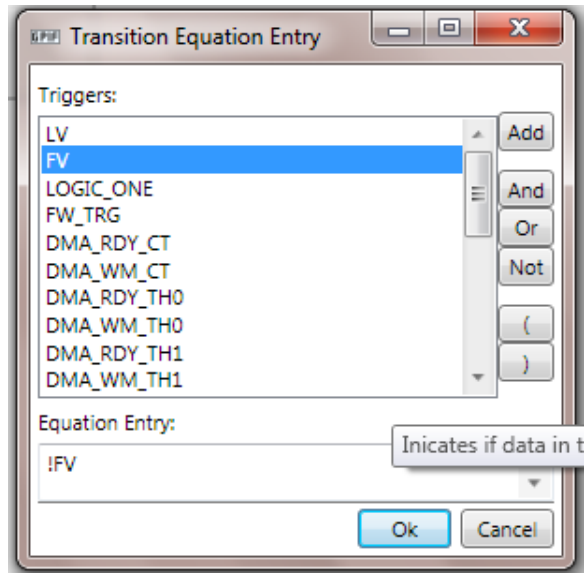 GPIF Transition Equation Entry
Triggers:
LV
Add
FV
LOGIC_ONE
And
FW_TRG
Or
DMA_RDY_CT
DMA_WM_CT
Not
DMA_RDY_TH0
DMA_WM_TH0
(
DMA_RDY_TH1
)
DMA_WM_TH1
Equation Entry:
Inicates if data in t
!FV
Ok
Cancel